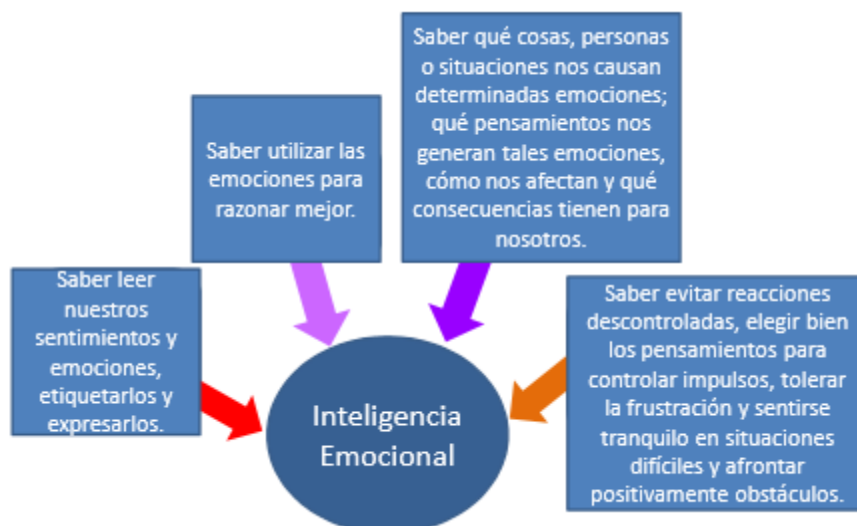 Saber leer
nuestros
sentimientos y
emociones,
etiquetarlos y
expresarlos.
Saber utilizar las
emociones para
razonar mejor.
Saber qué cosas, personas
o situaciones nos causan
determinadas emociones;
qué pensamientos nos
generan tales emociones,
cómo nos afectan y qué
consecuencias tienen para
nosotros.
Saber evitar reacciones
descontroladas, elegir bien
los pensamientos para
controlar impulsos, tolerar
la frustración y sentirse
tranquilo en situaciones
difíciles y afrontar
positivamente obstáculos.
Inteligencia
Emocional